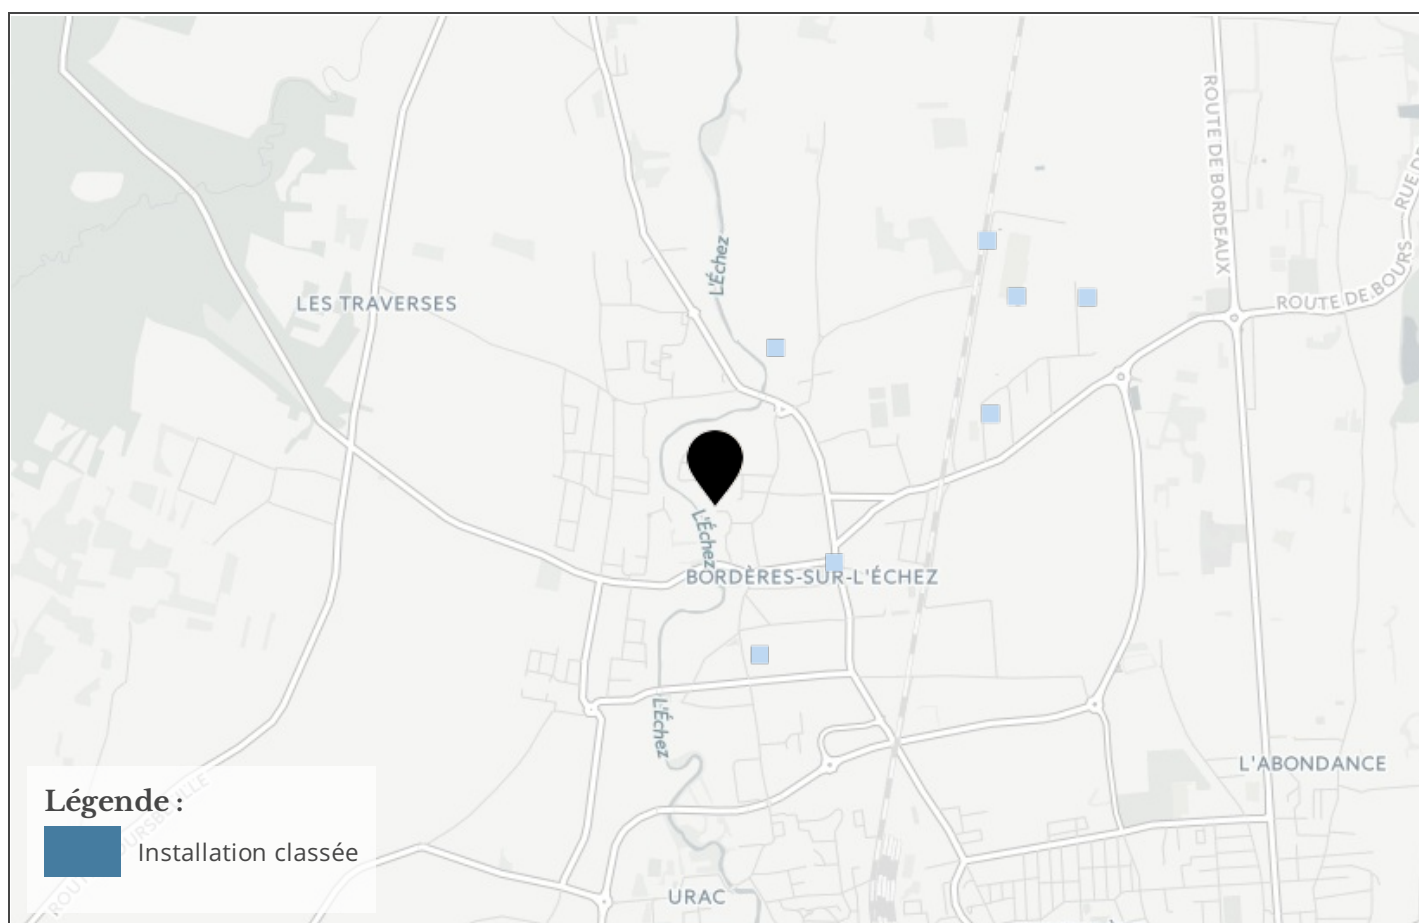 ROUTE DE BORDEAUX
RUE DE
L'Échez
LES TRAVERSES
ROUTE DE BOURS
L'Échez
BORDÈRES-SUR-L'ÉCHEZ
L'Échez
L'ABONDANCE
Légende :
Installation classée
URAC